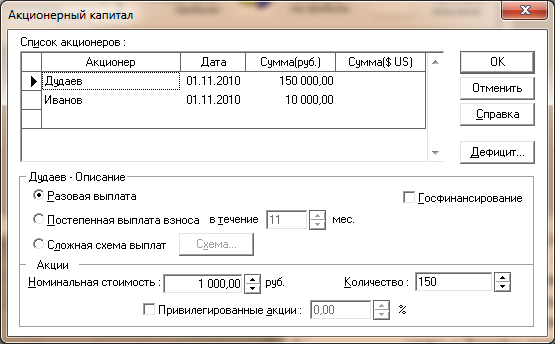 Акционерный капитал
Список акционеров :
Акционер Дата Сумма(руб.) Сумма($ US)
Дудаев 01.11.2010 150 000,00
Иванов 01.11.2010 10 000,00
OK
Отменить
Справка
Дефицит...
Дудаев - Описание
Разовая выплата
Госфинансирование
Постепенная выплата взноса в течение 11 мес.
Сложная схема выплат Схема...
Акции
Номинальная стоимость : 1 000,00 руб. Количество : 150
Привилегированные акции : 0,00 %